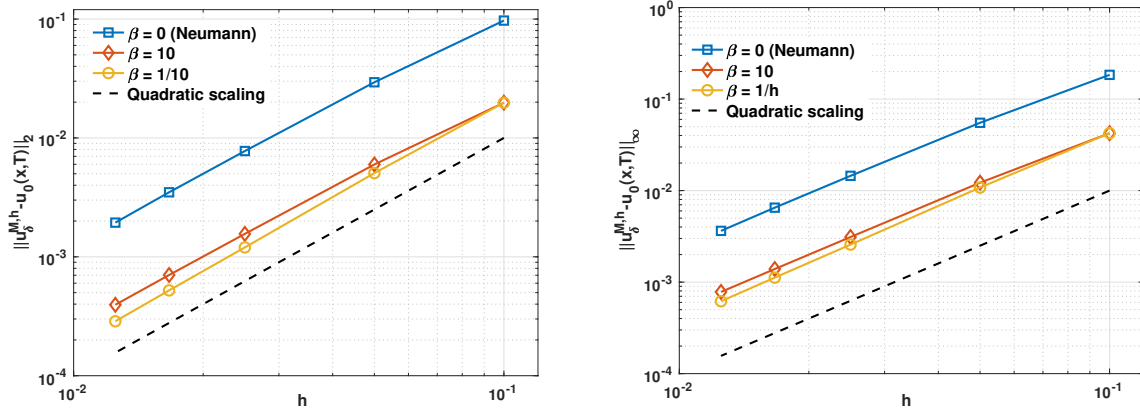 10^-1
10^-2
10^-3
10^-4
||u_δ^{M,h}-u_0(x,T)||_2
β = 0 (Neumann)
β = 10
β = 1/10
Quadratic scaling
10^-2
10^-1
h
10^0
10^-1
10^-2
10^-3
10^-4
||u_δ^{M,h}-u_0(x,T)||_∞
β = 0 (Neumann)
β = 10
β = 1/h
Quadratic scaling
10^-2
10^-1
h